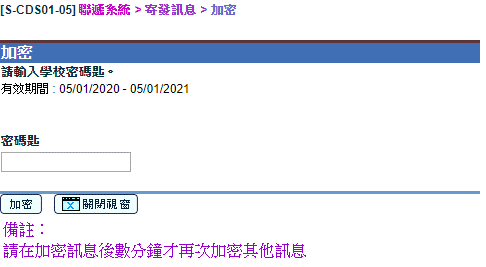 [S-CDS01-05] 聯遞系統 > 寄發訊息 > 加密
加密
請輸入學校密碼匙。
有效期間 : 05/01/2020 - 05/01/2021
密碼匙
加密 關閉視窗
備註：
請在加密訊息後數分鐘才再次加密其他訊息